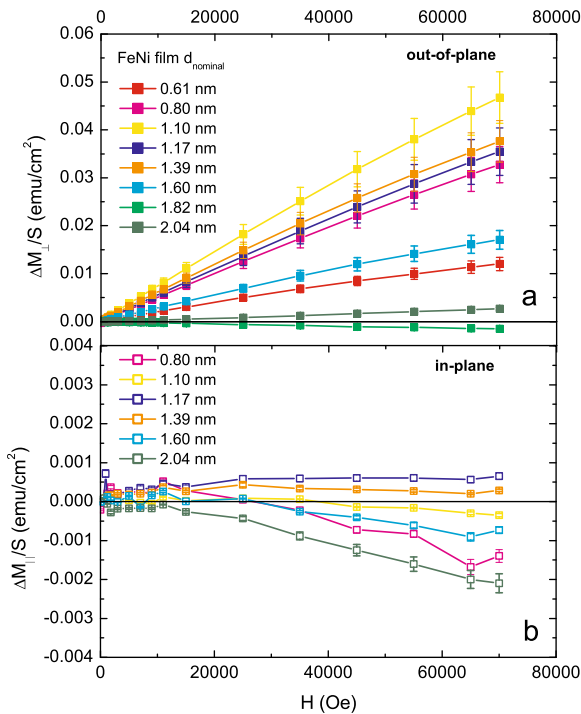 0 20000 40000 60000 80000
0.06
0.05
0.04
0.03
0.02
0.01
0.00
ΔM⊥/S (emu/cm²)
FeNi film d_nominal
out-of-plane
0.61 nm
0.80 nm
1.10 nm
1.17 nm
1.39 nm
1.60 nm
1.82 nm
2.04 nm
a
0.004
0.003
0.002
0.001
0.000
-0.001
-0.002
-0.003
-0.004
ΔM||/S (emu/cm²)
in-plane
0.80 nm
1.10 nm
1.17 nm
1.39 nm
1.60 nm
2.04 nm
b
0 20000 40000 60000 80000
H (Oe)